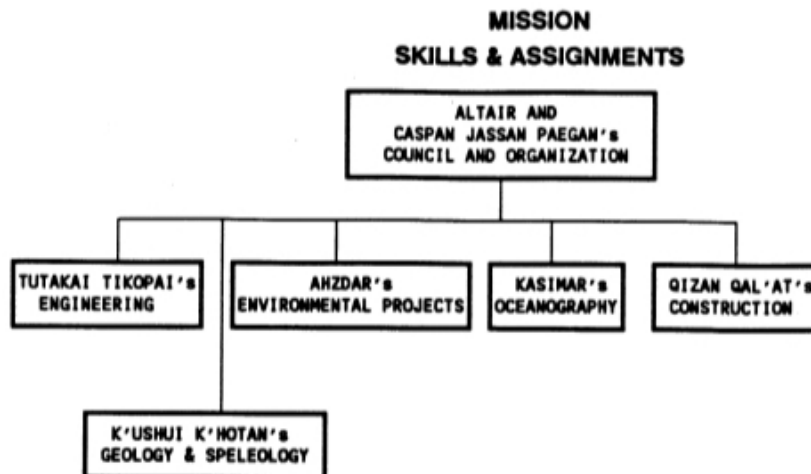 MISSION
SKILLS & ASSIGNMENTS
ALTAIR AND
CASPAN JASSAN PAEGAN's
COUNCIL AND ORGANIZATION
TUTAKAI TIKOPAI's
ENGINEERING
AHZDAR's
ENVIRONMENTAL PROJECTS
KASIMAR's
OCEANOGRAPHY
QIZAN QAL'AT's
CONSTRUCTION
K'USHUI K'HOTAN's
GEOLOGY & SPELEOLOGY